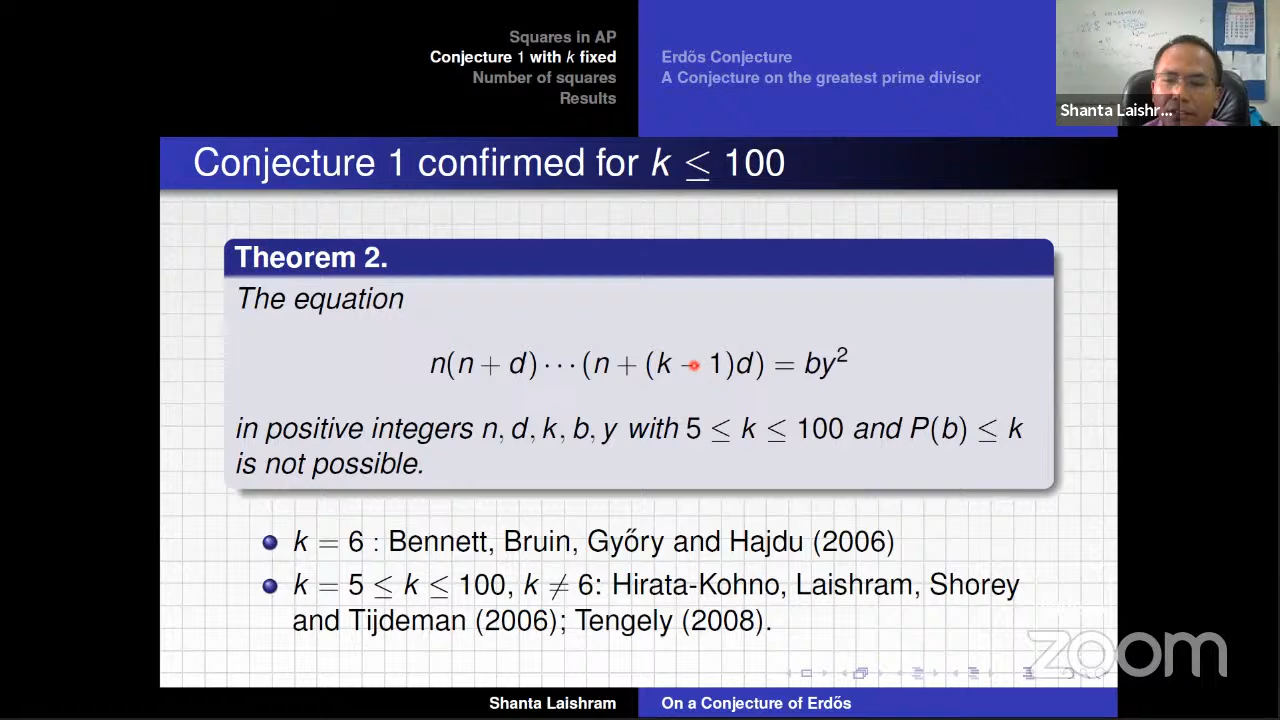 Squares in AP
Conjecture 1 with k fixed
Number of squares
Results
Erdős Conjecture
A Conjecture on the greatest prime divisor
Shanta Laishr...
Conjecture 1 confirmed for k ≤ 100
Theorem 2.
The equation
n(n + d) · · · (n + (k − 1)d) = by²
in positive integers n, d, k, b, y with 5 ≤ k ≤ 100 and P(b) ≤ k
is not possible.
k = 6 : Bennett, Bruin, Győry and Hajdu (2006)
k = 5 ≤ k ≤ 100, k ≠ 6: Hirata-Kohno, Laishram, Shorey
and Tijdeman (2006); Tengely (2008).
zoom
Shanta Laishram
On a Conjecture of Erdős